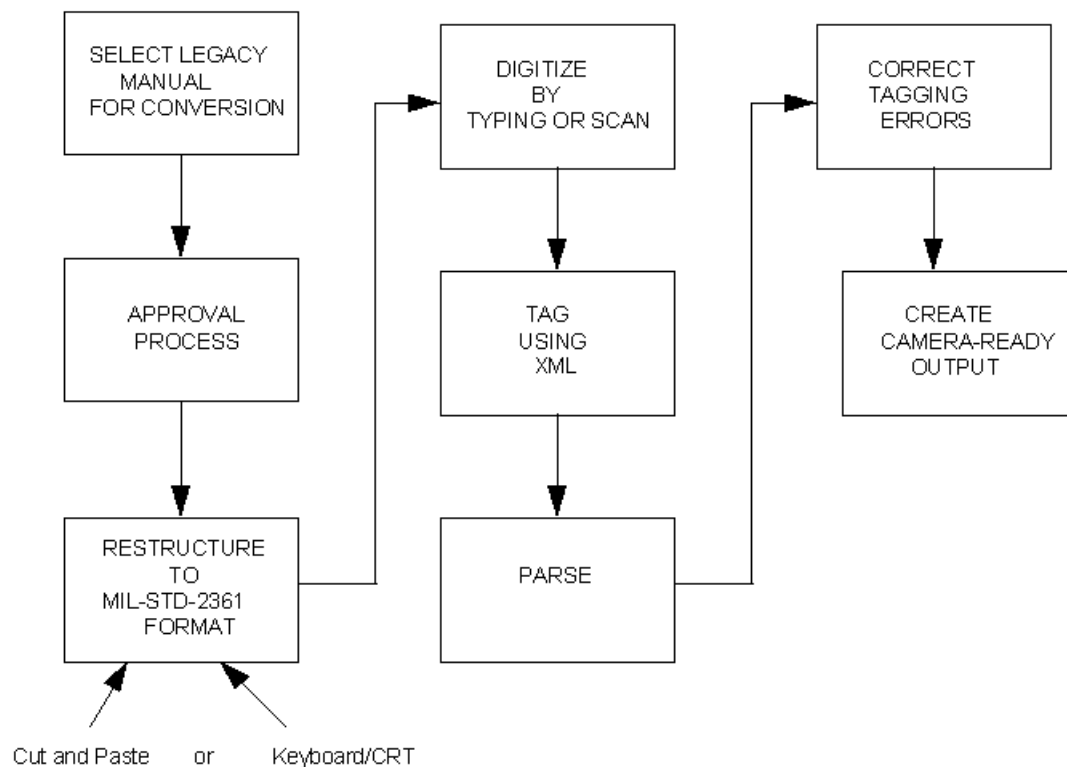 SELECT LEGACY
MANUAL
FOR CONVERSION
APPROVAL
PROCESS
RESTRUCTURE
TO
MIL-STD-2361
FORMAT
Cut and Paste or Keyboard/CRT
DIGITIZE
BY
TYPING OR SCAN
TAG
USING
XML
PARSE
CORRECT
TAGGING
ERRORS
CREATE
CAMERA-READY
OUTPUT